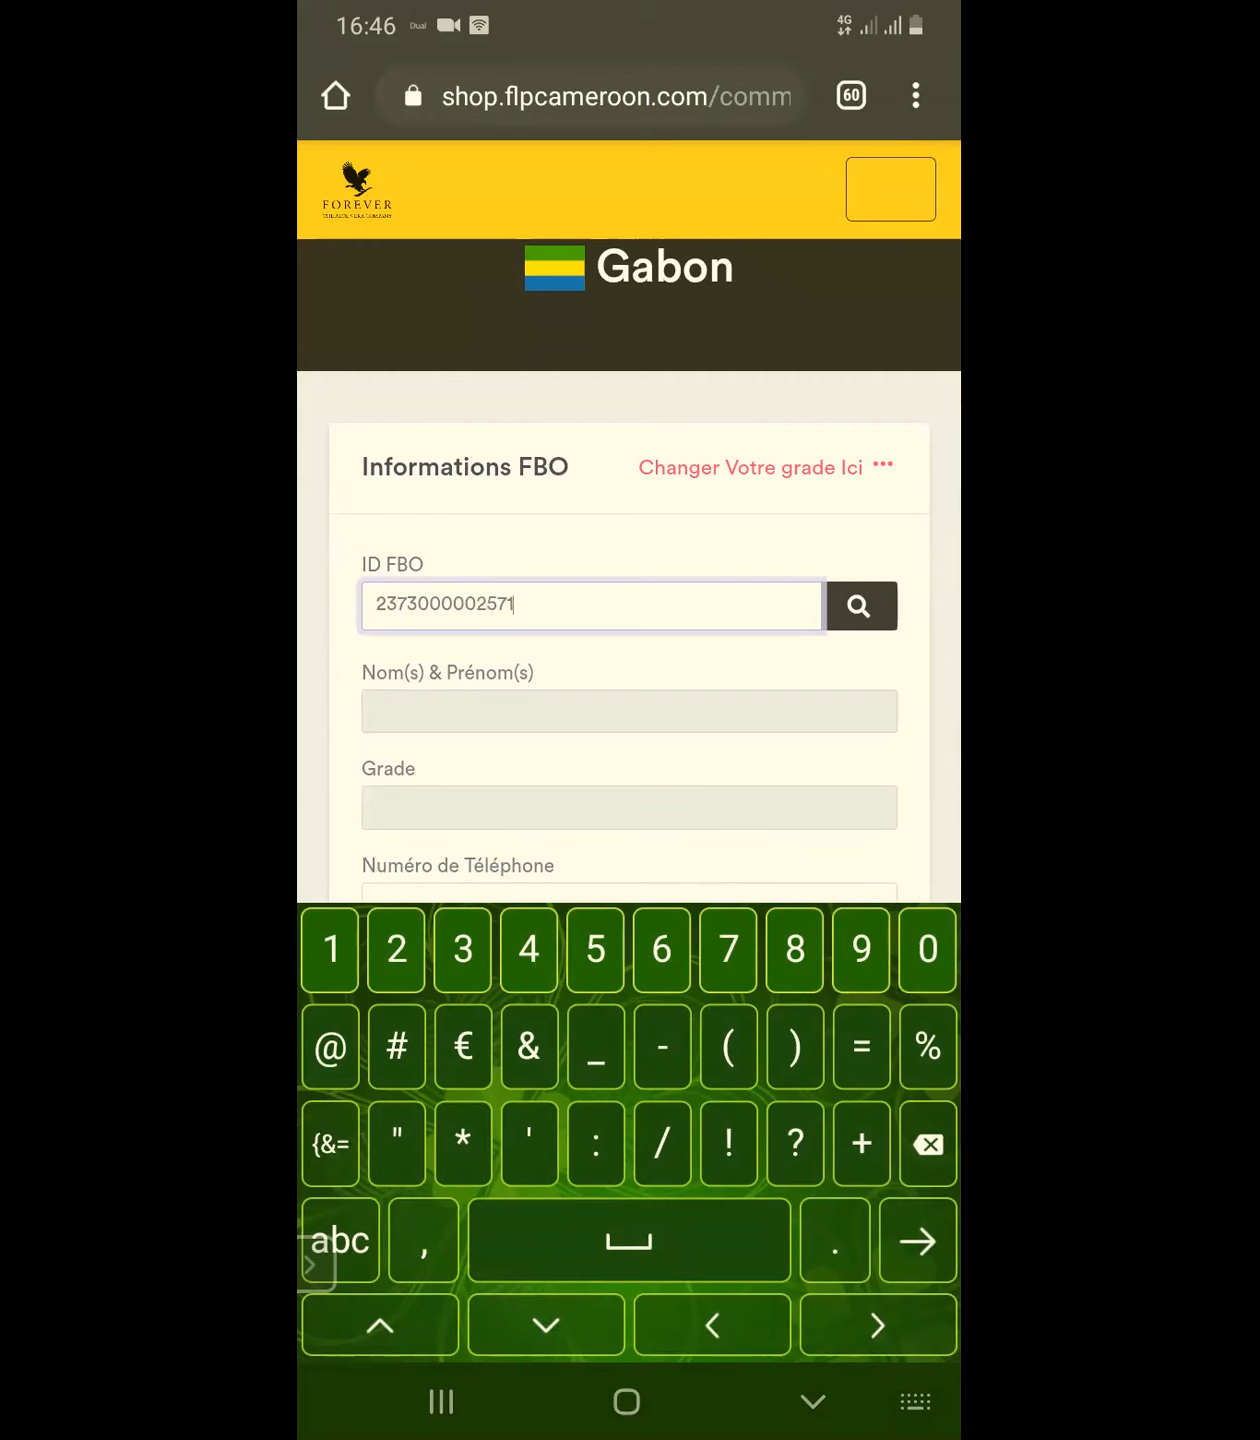 16:46 Dual 4G
shop.flpcameroon.com/comm 60
FOREVER
Gabon
Informations FBO Changer Votre grade Ici ...
ID FBO
2373000002571
Nom(s) & Prénom(s)
Grade
Numéro de Téléphone
1 2 3 4 5 6 7 8 9 0
@ # € & _ - ( ) = %
{&= " * ' : / ! ? +
abc , .